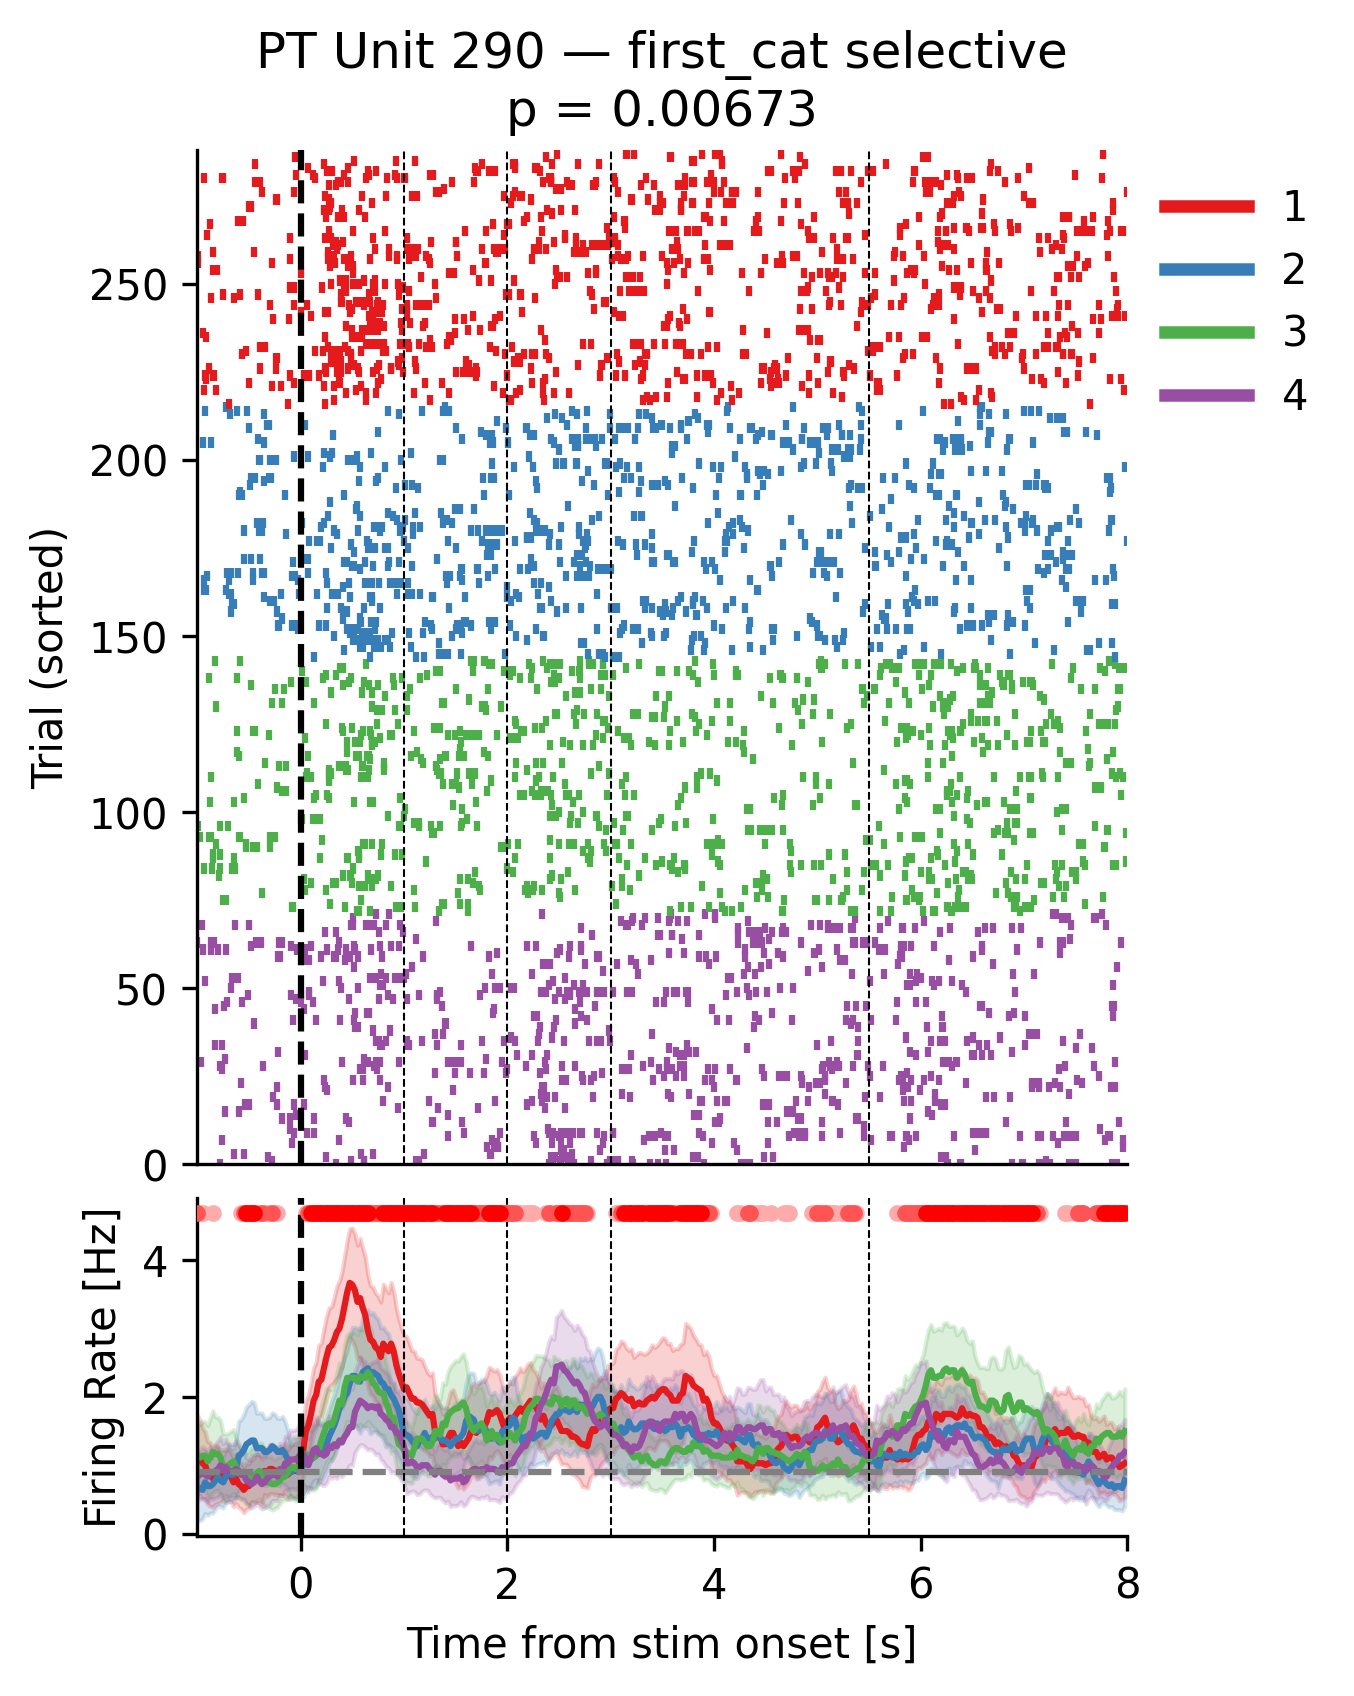 PT Unit 290 — first_cat selective
p = 0.00673
1
2
3
4
250
200
150
100
50
0
Trial (sorted)
4
2
0
Firing Rate [Hz]
0 2 4 6 8
Time from stim onset [s]